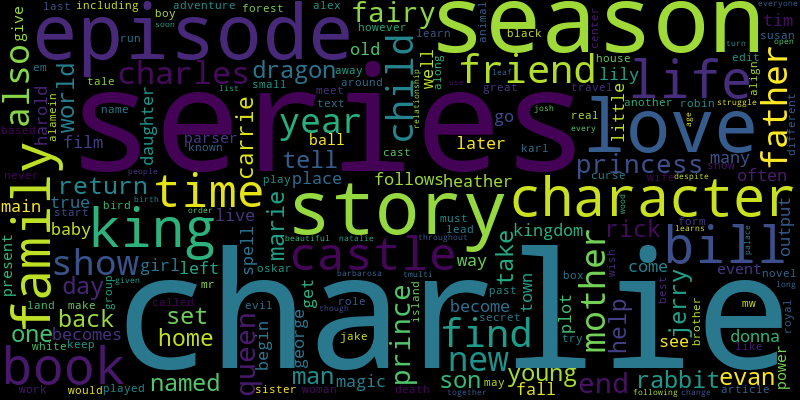 last including adventure forest alex
boy run however learn animal black center tim give
episode season
fairy old away along well
em tale world charles dragon small around meet text
friend lily house edit susan open turn
also harold alamein film daughter name list
series
child relationship
year ball later cast
life love father
little align another robin real travel many different
josh every karl go great use
based never known parser carrie tell place play
follows heather curse princess show often
people birth order
family time return true main baby bird start live
marie story character
must lead kingdom way throughout beautiful natalie
king castle mother rick bill output
form wife despite age wood learns palace
present show girl left spell oskar barbarossa tmulti
prince take town box wish help come jerry event novel long royal
day land make group given mr called
one back becomes set home white keep
queen begin evil though george get role jake island
past become secret find plot try new
see best brother donna like mw power
book named work would played sister
man magic woman death son may together young fall
end rabbit evan following change article
charlie